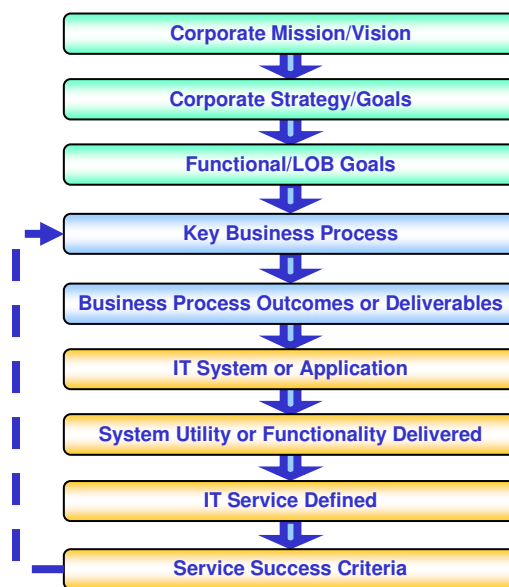 Corporate Mission/Vision
Corporate Strategy/Goals
Functional/LOB Goals
Key Business Process
Business Process Outcomes or Deliverables
IT System or Application
System Utility or Functionality Delivered
IT Service Defined
Service Success Criteria